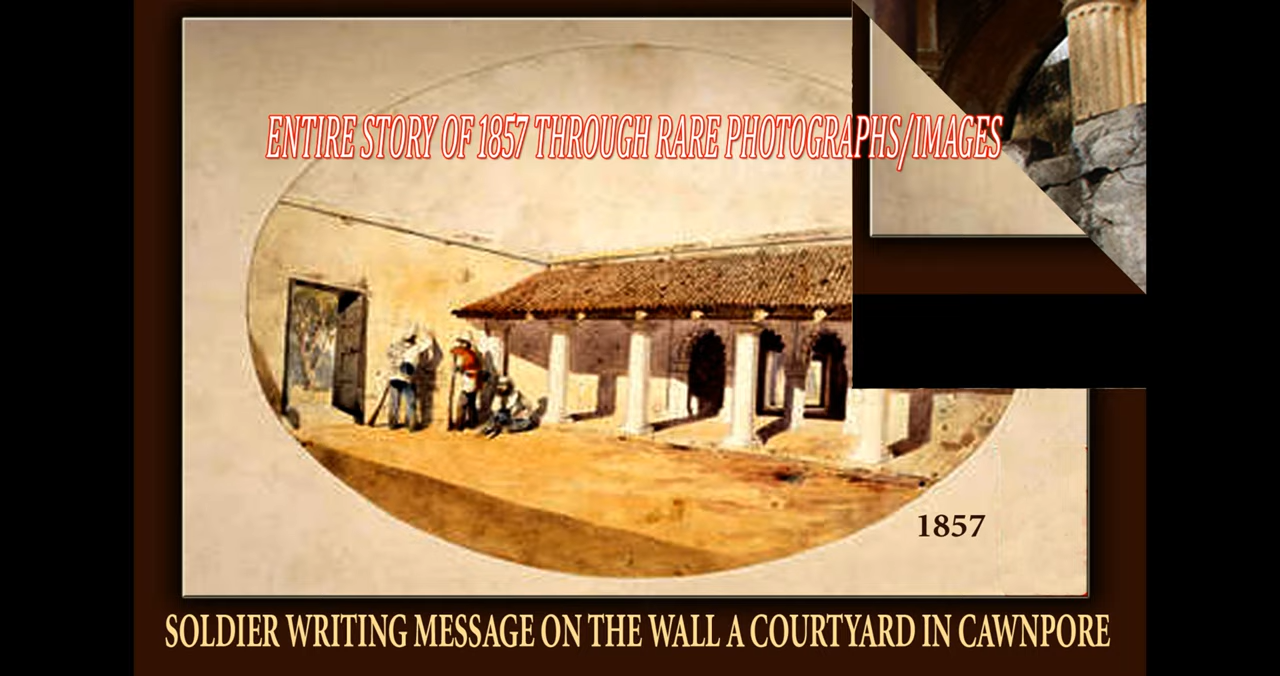 ENTIRE STORY OF 1857 THROUGH RARE PHOTOGRAPHS/IMAGES
1857
SOLDIER WRITING MESSAGE ON THE WALL A COURTYARD IN CAWNPORE